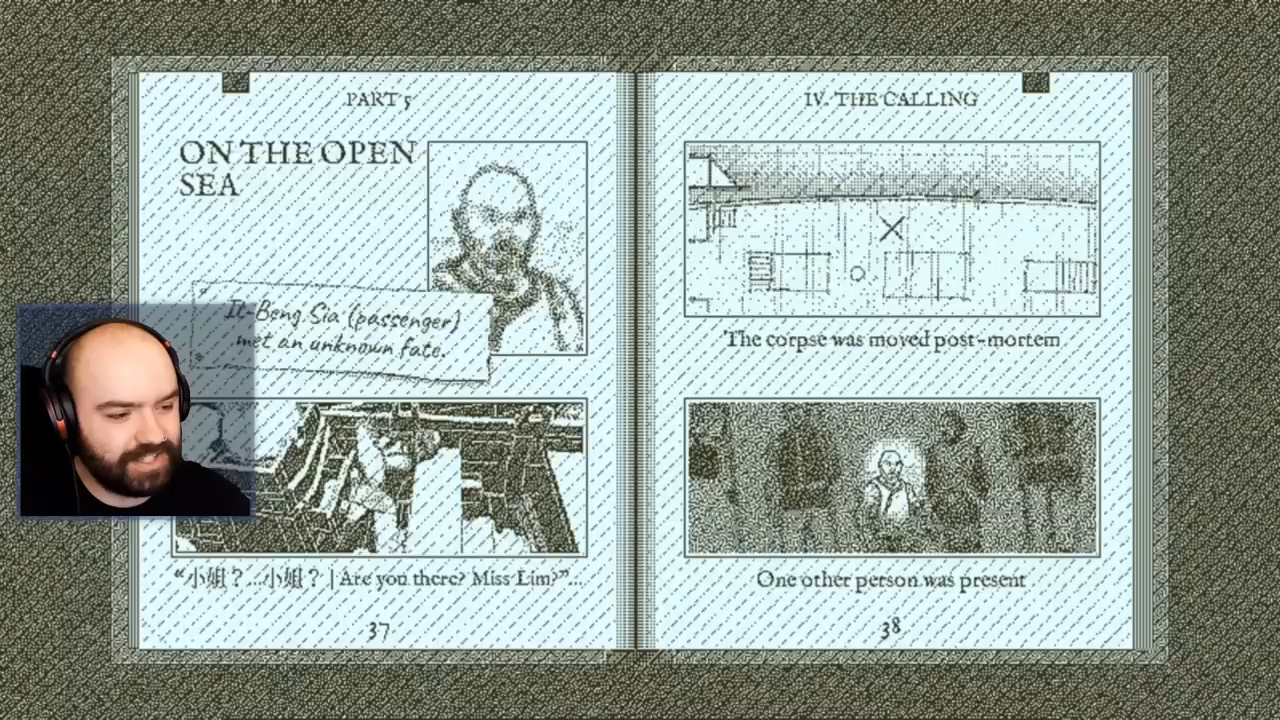 PART 5
ON THE OPEN
SEA
It-Beng Sia (passenger)
met an unknown fate.
"小姐？...小姐？ | Are you there? Miss Lim?"...
37
IV. THE CALLING
The corpse was moved post-mortem
One other person was present
38